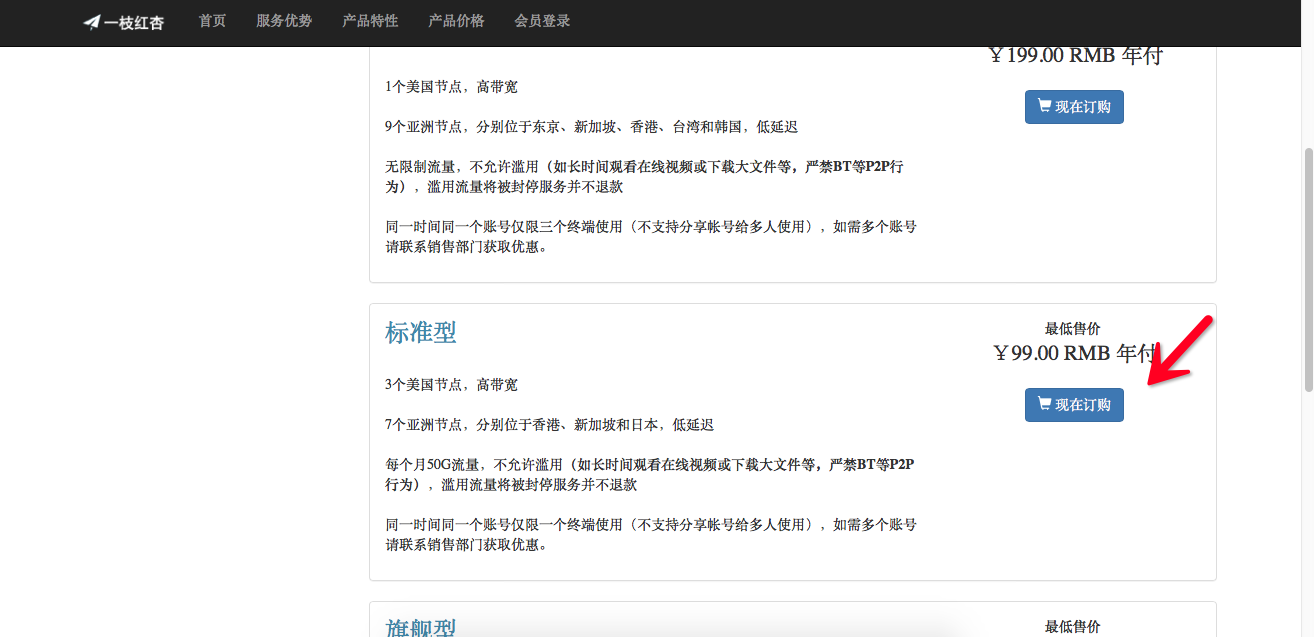 一枝红杏 首页 服务优势 产品特性 产品价格 会员登录
￥199.00 RMB 年付
现在订购
1个美国节点，高带宽
9个亚洲节点，分别位于东京、新加坡、香港、台湾和韩国，低延迟
无限制流量，不允许滥用（如长时间观看在线视频或下载大文件等，严禁BT等P2P行
为），滥用流量将被封停服务并不退款
同一时间同一个账号仅限三个终端使用（不支持分享帐号给多人使用），如需多个账号
请联系销售部门获取优惠。
标准型
最低售价
￥99.00 RMB 年付
现在订购
3个美国节点，高带宽
7个亚洲节点，分别位于香港、新加坡和日本，低延迟
每个月50G流量，不允许滥用（如长时间观看在线视频或下载大文件等，严禁BT等P2P
行为），滥用流量将被封停服务并不退款
同一时间同一个账号仅限一个终端使用（不支持分享帐号给多人使用），如需多个账号
请联系销售部门获取优惠。
旗舰型
最低售价